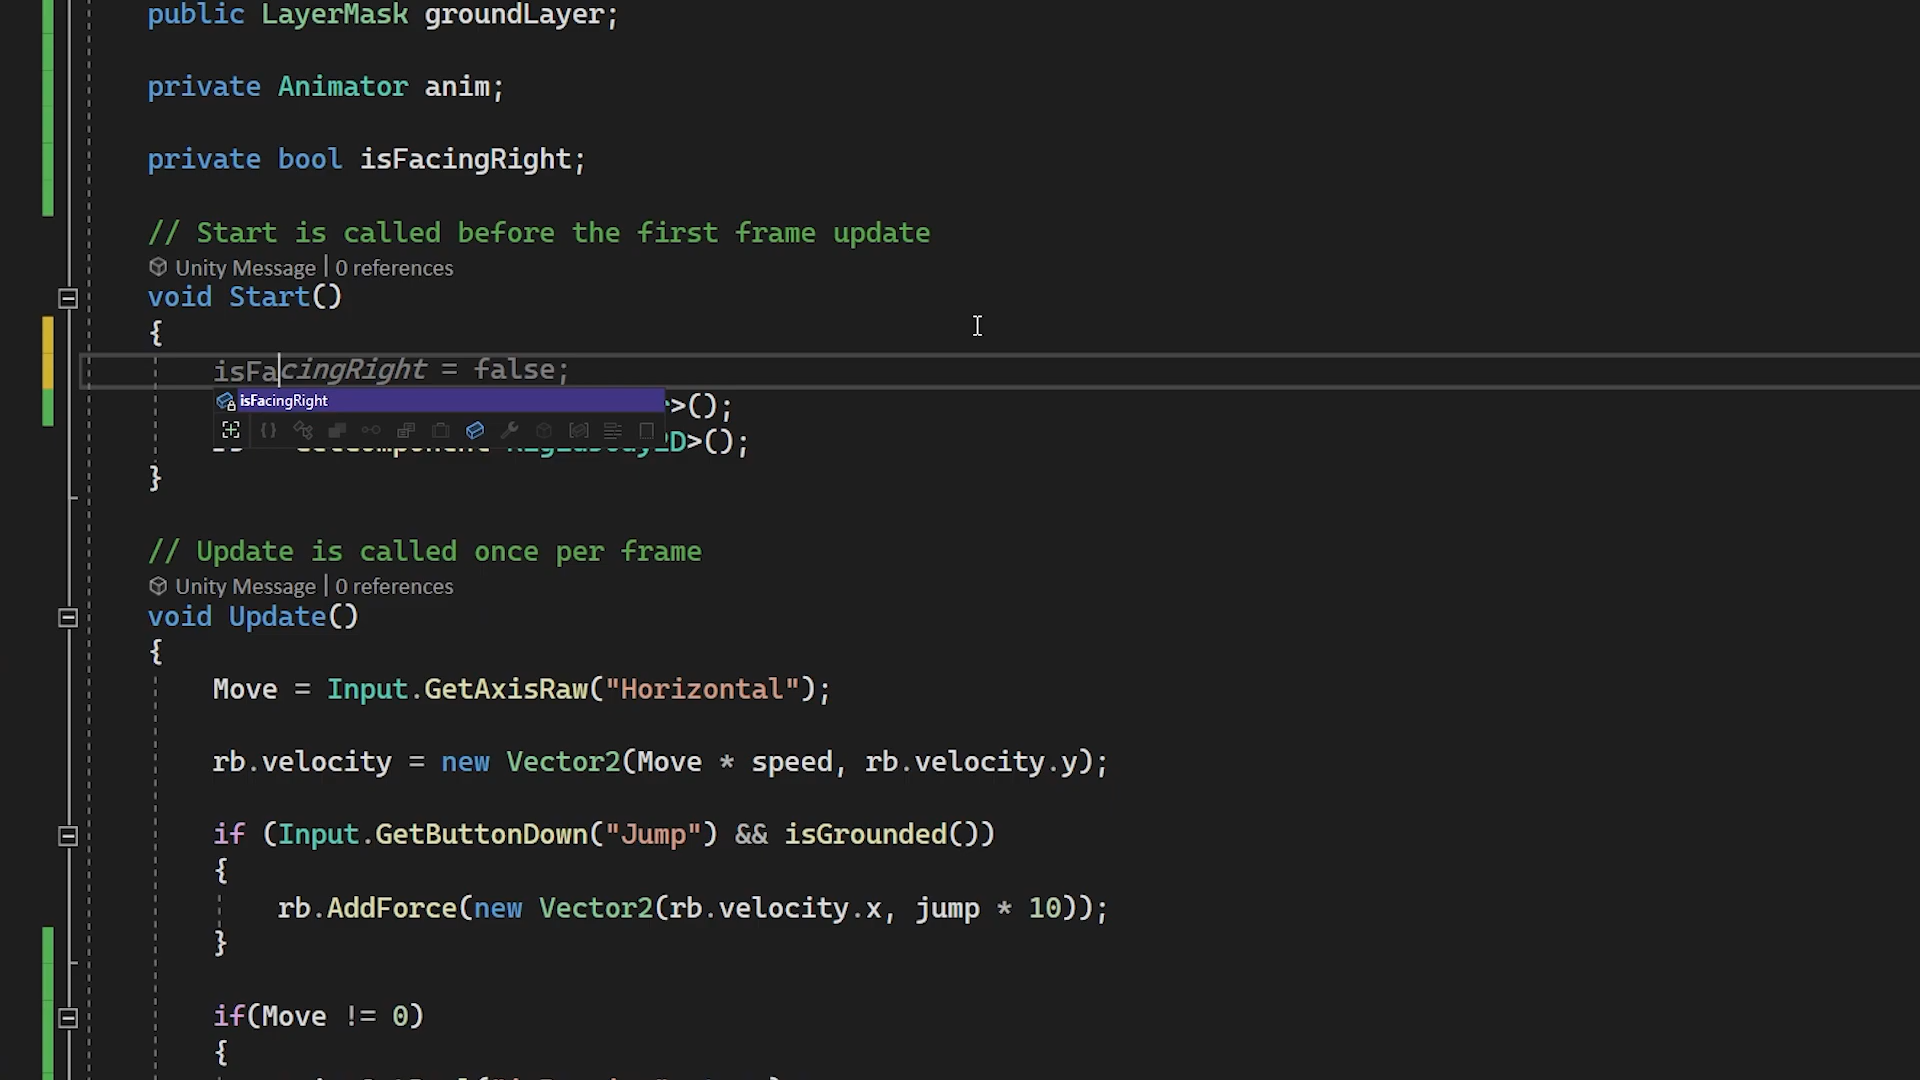 public LayerMask groundLayer;
private Animator anim;
private bool isFacingRight;
// Start is called before the first frame update
Unity Message | 0 references
void Start()
{
isFacingRight = false;
isFacingRight
>();
>();
}
// Update is called once per frame
Unity Message | 0 references
void Update()
{
Move = Input.GetAxisRaw("Horizontal");
rb.velocity = new Vector2(Move * speed, rb.velocity.y);
if (Input.GetButtonDown("Jump") && isGrounded())
{
rb.AddForce(new Vector2(rb.velocity.x, jump * 10));
}
if(Move != 0)
{